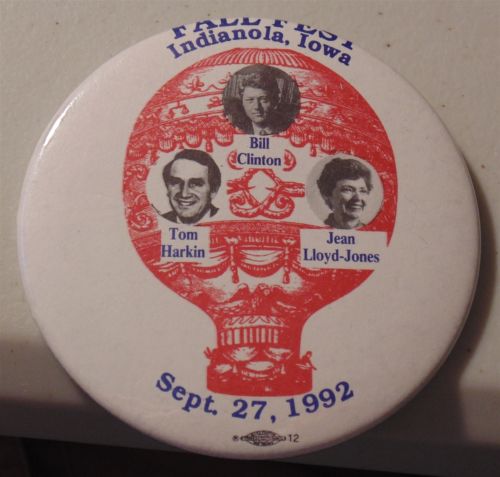 FALL FEST
Indianola, Iowa
Bill
Clinton
Tom
Harkin
Jean
Lloyd-Jones
Sept. 27, 1992
12